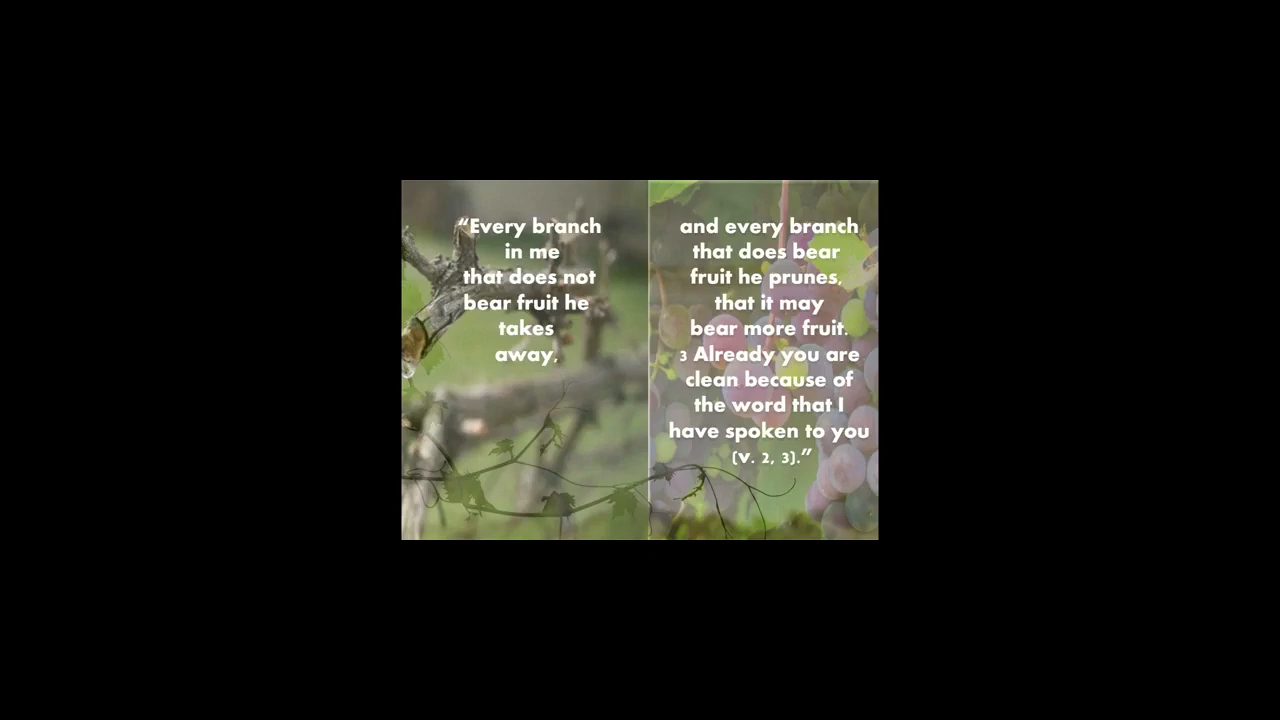 “Every branch
in me
that does not
bear fruit he
takes
away,
and every branch
that does bear
fruit he prunes,
that it may
bear more fruit.
3 Already you are
clean because of
the word that I
have spoken to you
(v. 2, 3).”